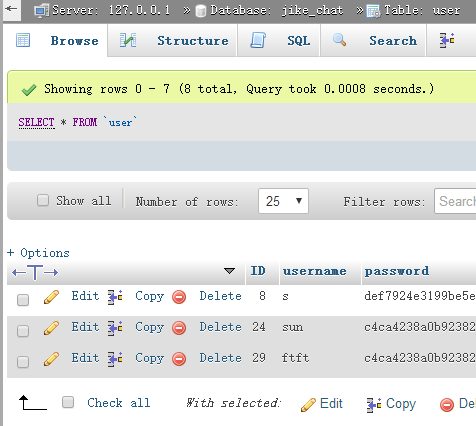 Server: 127.0.0.1 » Database: jike_chat » Table: user
Browse Structure SQL Search
Showing rows 0 - 7 (8 total, Query took 0.0008 seconds.)
SELECT * FROM `user`
Show all Number of rows: 25 Filter rows: Search
+ Options
←T→ ID username password
Edit Copy Delete 8 s def7924e3199be5e
Edit Copy Delete 24 sun c4ca4238a0b92382
Edit Copy Delete 29 ftft c4ca4238a0b92382
Check all With selected: Edit Copy De